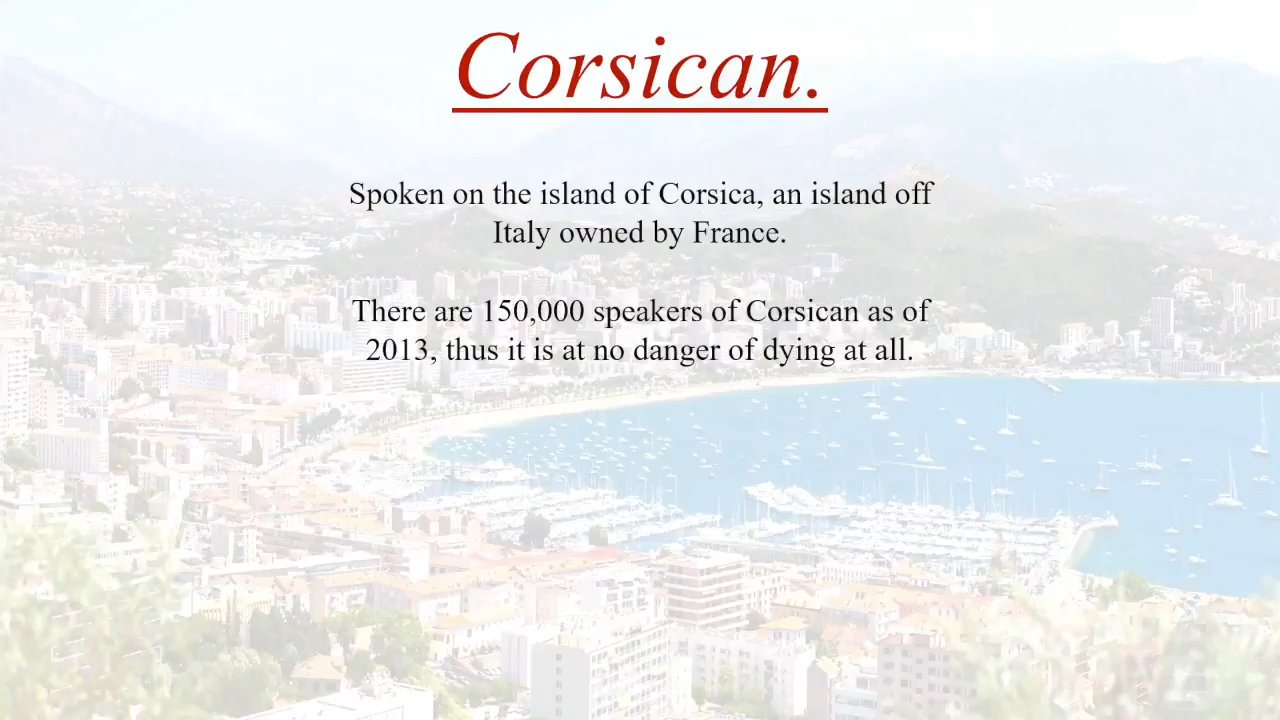 Corsican.
Spoken on the island of Corsica, an island off
Italy owned by France.
There are 150,000 speakers of Corsican as of
2013, thus it is at no danger of dying at all.